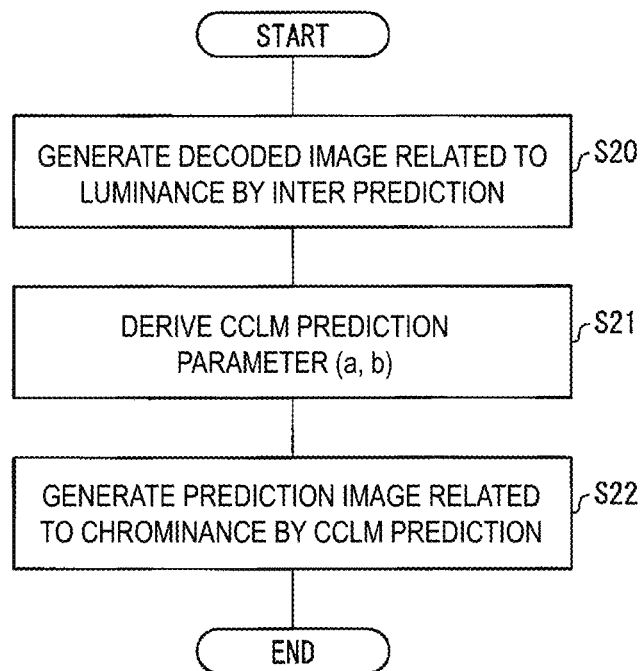 START
GENERATE DECODED IMAGE RELATED TO
LUMINANCE BY INTER PREDICTION
S20
DERIVE CCLM PREDICTION
PARAMETER (a, b)
S21
GENERATE PREDICTION IMAGE RELATED
TO CHROMINANCE BY CCLM PREDICTION
S22
END